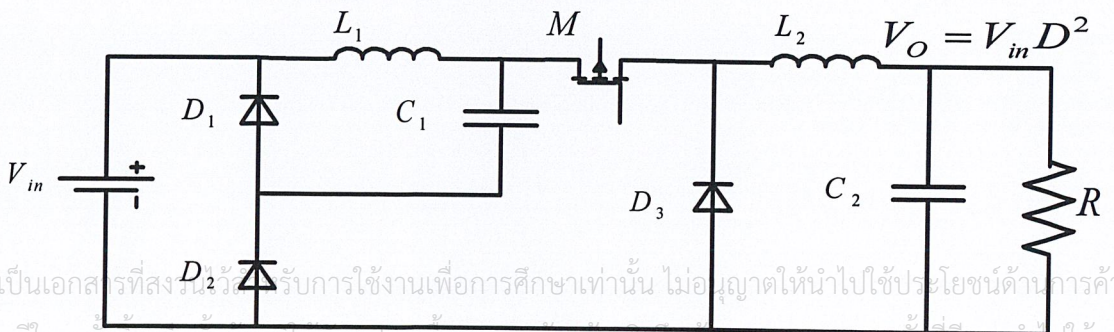 L₁ M L₂ V_O = V_in D²
D₁ C₁
V_in + - D₃ C₂ R
D₂
เป็นเอกสารที่สงวนไว้สำหรับการใช้งานเพื่อการศึกษาเท่านั้น ไม่อนุญาตให้นำไปใช้ประโยชน์ด้านการค้า